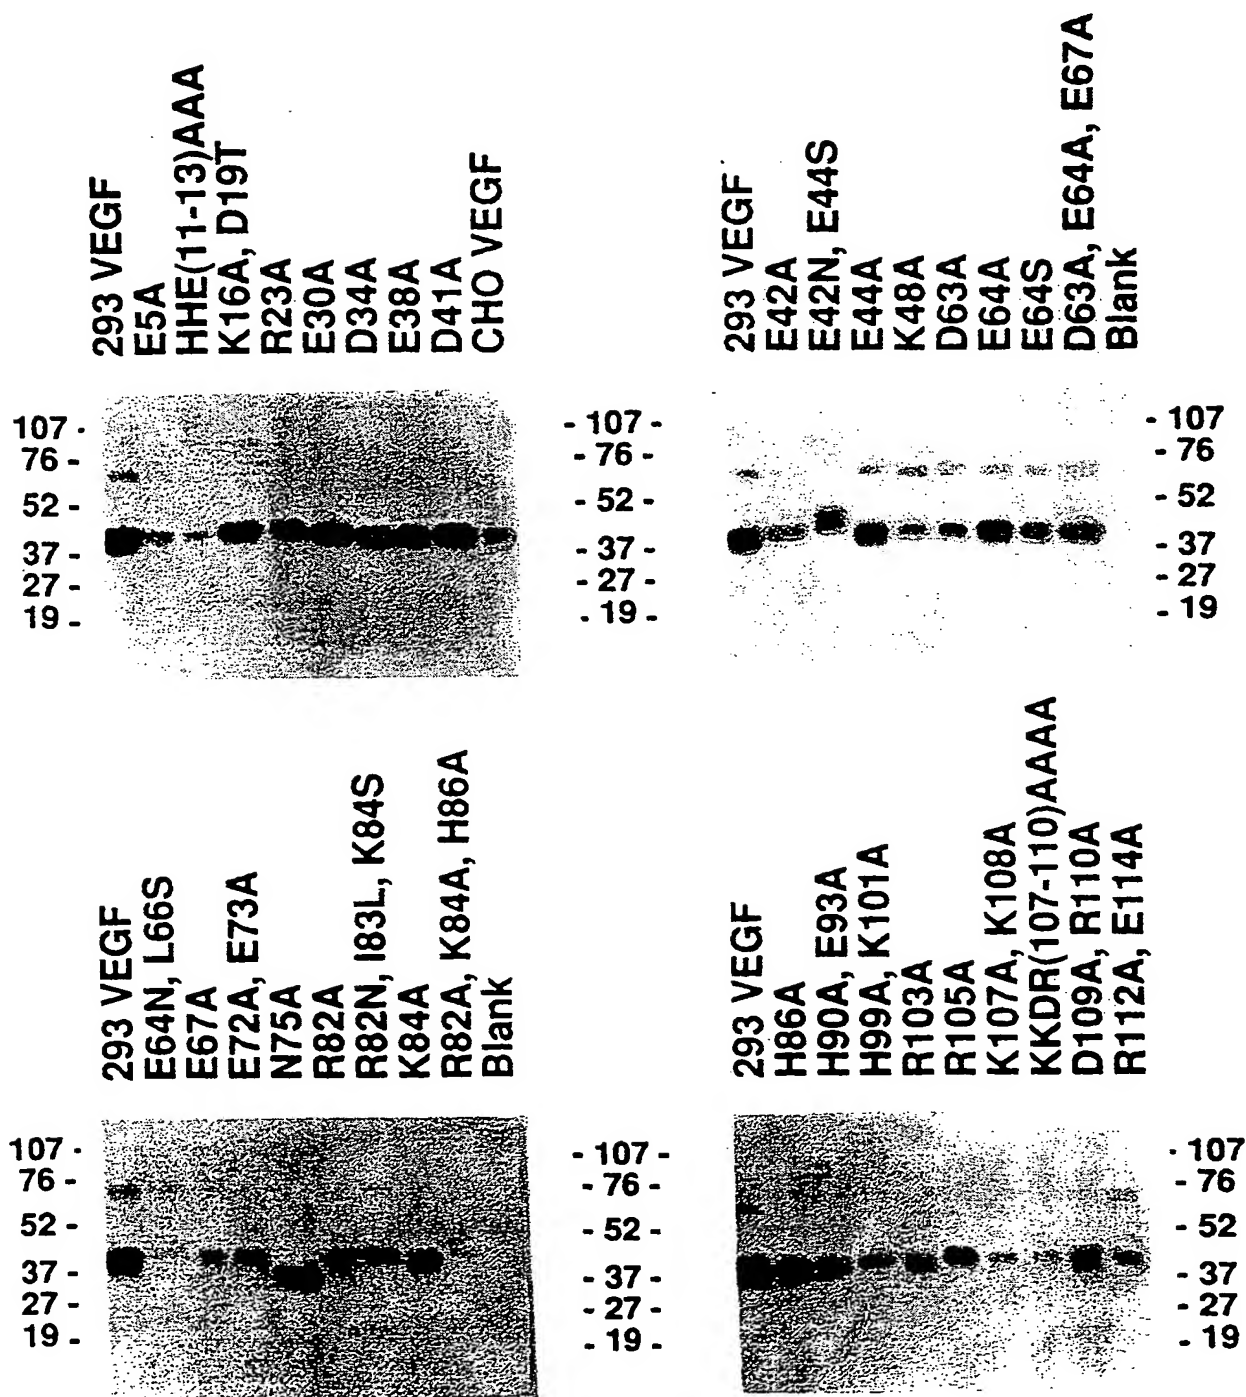 293 VEGF
E5A
HHE(11-13)AAA
K16A, D19T
R23A
E30A
D34A
E38A
D41A
CHO VEGF
293 VEGF
E42A
E42N, E44S
E44A
K48A
D63A
E64A
E64S
D63A, E64A, E67A
Blank
107 -
76 -
52 -
37 -
27 -
19 -
- 107 -
- 76 -
- 52 -
- 37 -
- 27 -
- 19 -
- 107
- 76
- 52
- 37
- 27
- 19
293 VEGF
E64N, L66S
E67A
E72A, E73A
N75A
R82A
R82N, I83L, K84S
K84A
R82A, K84A, H86A
Blank
293 VEGF
H86A
H90A, E93A
H99A, K101A
R103A
R105A
K107A, K108A
KKDR(107-110)AAAA
D109A, R110A
R112A, E114A
107 -
76 -
52 -
37 -
27 -
19 -
- 107 -
- 76 -
- 52 -
- 37 -
- 27 -
- 19 -
- 107
- 76
- 52
- 37
- 27
- 19